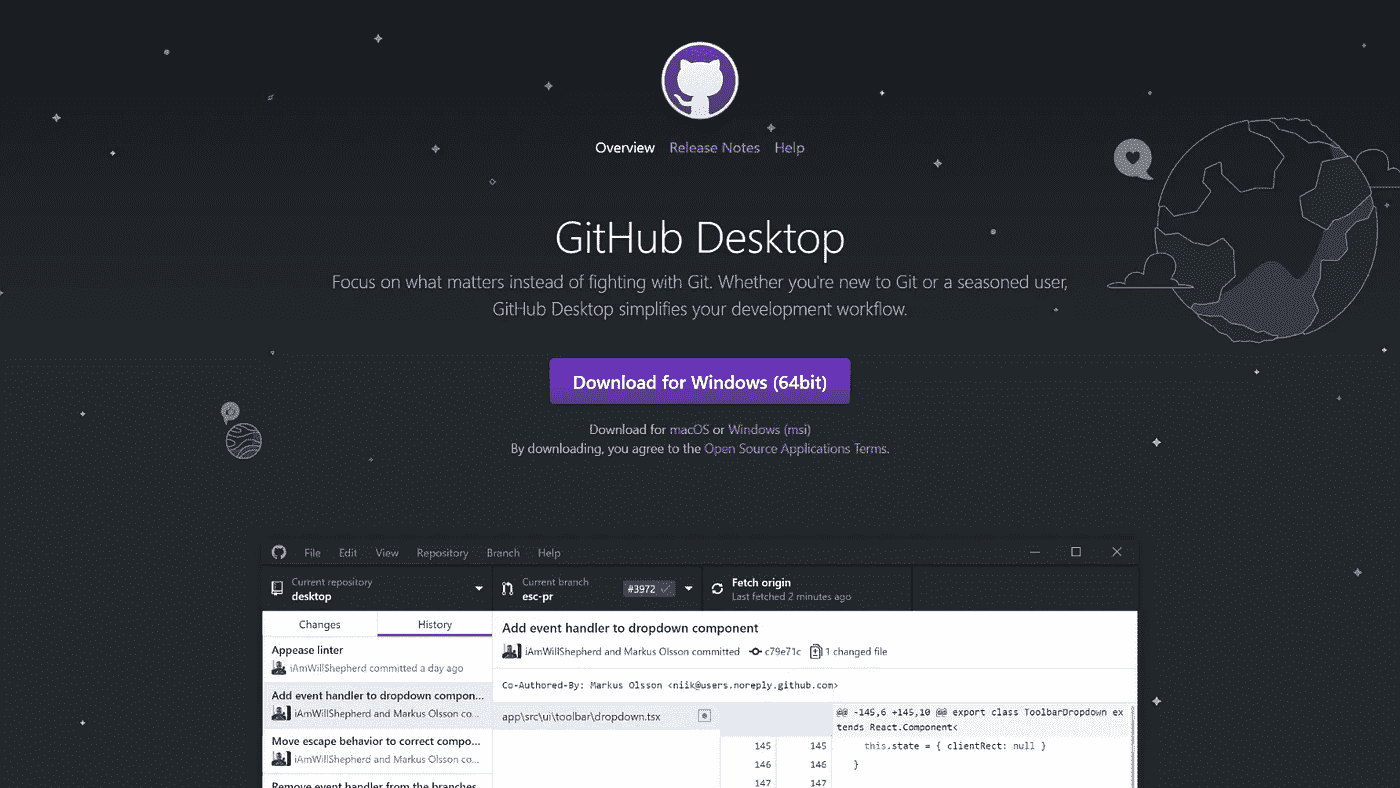 Overview Release Notes Help
GitHub Desktop
Focus on what matters instead of fighting with Git. Whether you're new to Git or a seasoned user,
GitHub Desktop simplifies your development workflow.
Download for Windows (64bit)
Download for macOS or Windows (msi)
By downloading, you agree to the Open Source Applications Terms.
File Edit View Repository Branch Help
Current repository
desktop
Current branch
esc-pr
#3972
Fetch origin
Last fetched 2 minutes ago
Changes History
Appease linter
iAmWillShepherd committed a day ago
Add event handler to dropdown compon...
iAmWillShepherd and Markus Olsson co...
Move escape behavior to correct compo...
iAmWillShepherd and Markus Olsson co...
Remove event handler from the branches
Add event handler to dropdown component
iAmWillShepherd and Markus Olsson committed c79e71c 1 changed file
Co-Authored-By: Markus Olsson <niik@users.noreply.github.com>
app\src\ui\toolbar\dropdown.tsx
@@ -145,6 +145,10 @@ export class ToolbarDropdown ex
tends React.Component<
145 145 this.state = { clientRect: null }
146 146 }
147 147